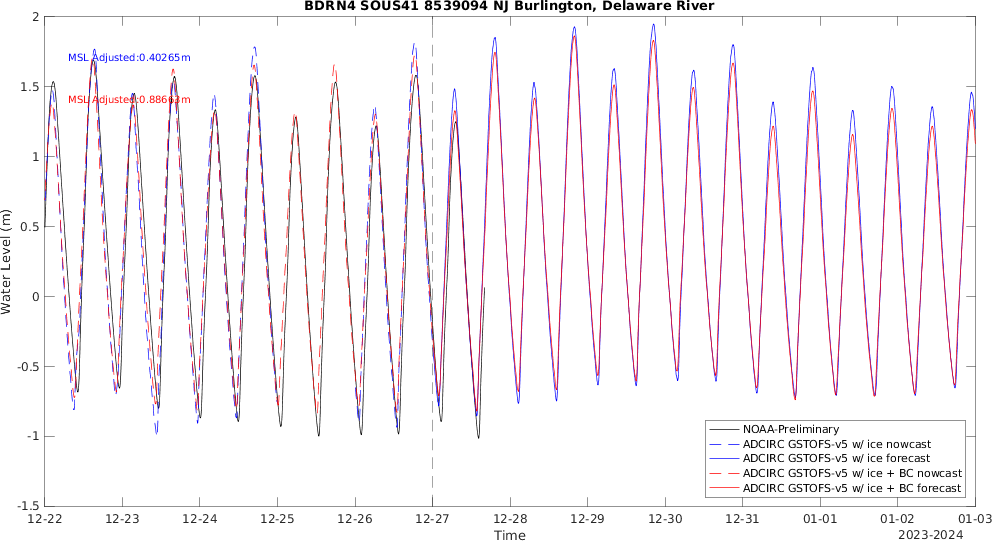 BDRN4 SOUS41 8539094 NJ Burlington, Delaware River
2
1.5
1
0.5
0
-0.5
-1
-1.5
Water Level (m)
MSL Adjusted:0.40265m
MSL Adjusted:0.88663m
NOAA-Preliminary
ADCIRC GSTOFS-v5 w/ ice nowcast
ADCIRC GSTOFS-v5 w/ ice forecast
ADCIRC GSTOFS-v5 w/ ice + BC nowcast
ADCIRC GSTOFS-v5 w/ ice + BC forecast
12-22 12-23 12-24 12-25 12-26 12-27 12-28 12-29 12-30 12-31 01-01 01-02 01-03
Time
2023-2024